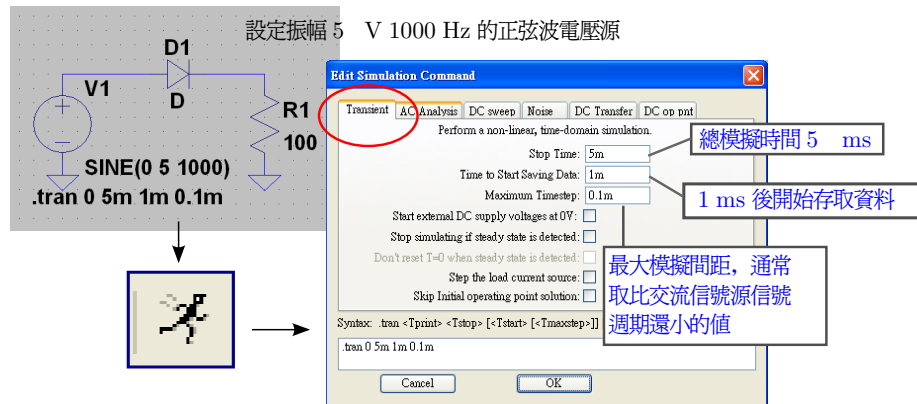 設定振幅 5 V 1000 Hz 的正弦波電壓源
D1
V1
D
R1
100
SINE(0 5 1000)
.tran 0 5m 1m 0.1m
Edit Simulation Command
Transient
AC Analysis
DC sweep
Noise
DC Transfer
DC op pnt
Perform a non-linear, time-domain simulation.
Stop Time: 5m
Time to Start Saving Data: 1m
Maximum Timestep: 0.1m
Start external DC supply voltages at 0V:
Stop simulating if steady state is detected:
Don't reset T=0 when steady state is detected:
Step the load current source:
Skip Initial operating point solution:
Syntax: .tran <Tprint> <Tstop> [<Tstart> [<Tmaxstep>]]
.tran 0 5m 1m 0.1m
Cancel
OK
總模擬時間 5 ms
1 ms 後開始存取資料
最大模擬間距，通常
取比交流信號源信號
週期還小的值